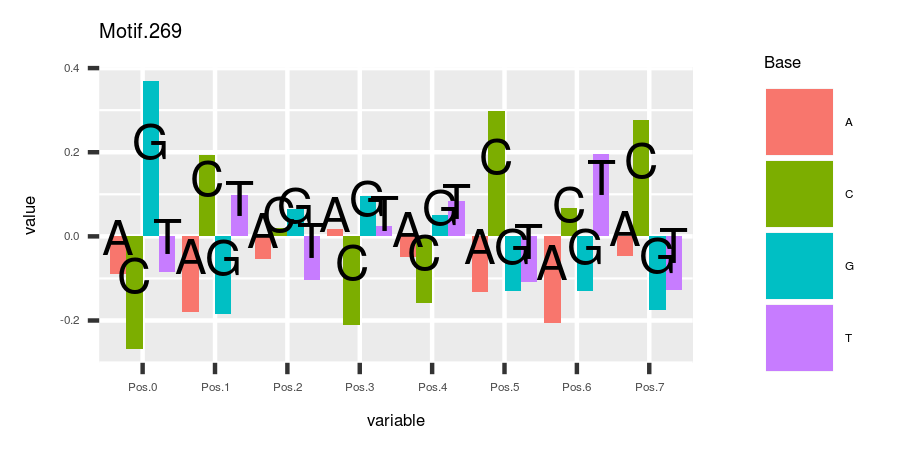 Motif.269
value
0.4
0.2
0.0
-0.2
A C G T
A C G T
A C G T
A C G T
A C G T
A C G T
A C G T
A C G T
Pos.0 Pos.1 Pos.2 Pos.3 Pos.4 Pos.5 Pos.6 Pos.7
variable
Base
A
C
G
T